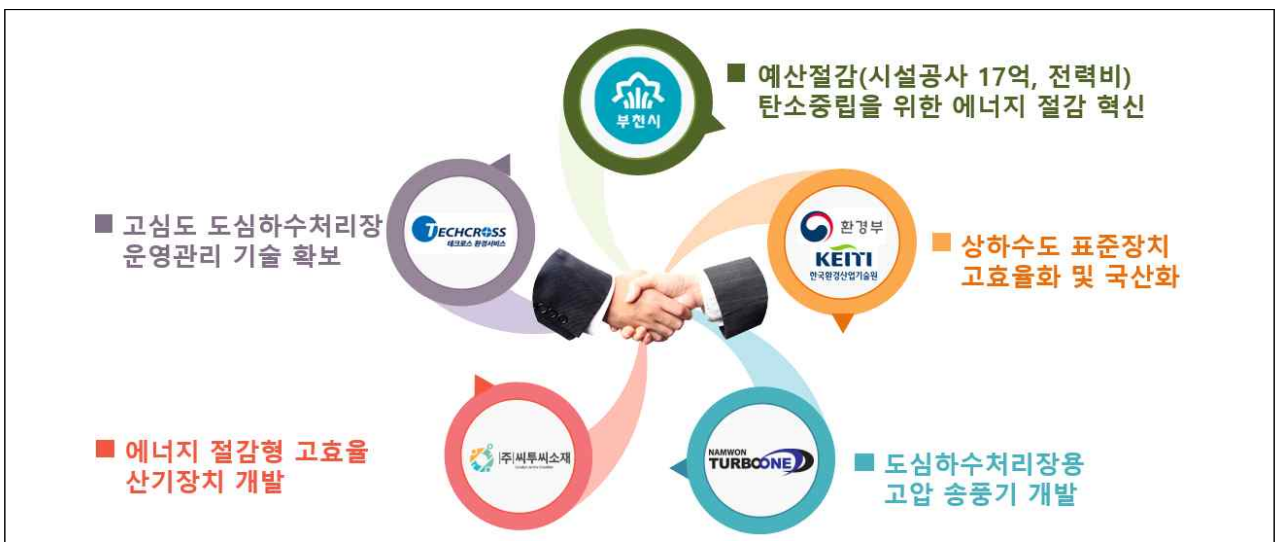 부천시
■ 예산절감(시설공사 17억, 전력비)
탄소중립을 위한 에너지 절감 혁신
TECHCROSS
테크로스 환경서비스
■ 고심도 도심하수처리장
운영관리 기술 확보
환경부
KEITI
한국환경산업기술원
■ 상하수도 표준장치
고효율화 및 국산화
(주)씨투씨소재
■ 에너지 절감형 고효율
산기장치 개발
NAMWON
TURBOONE
■ 도심하수처리장용
고압 송풍기 개발